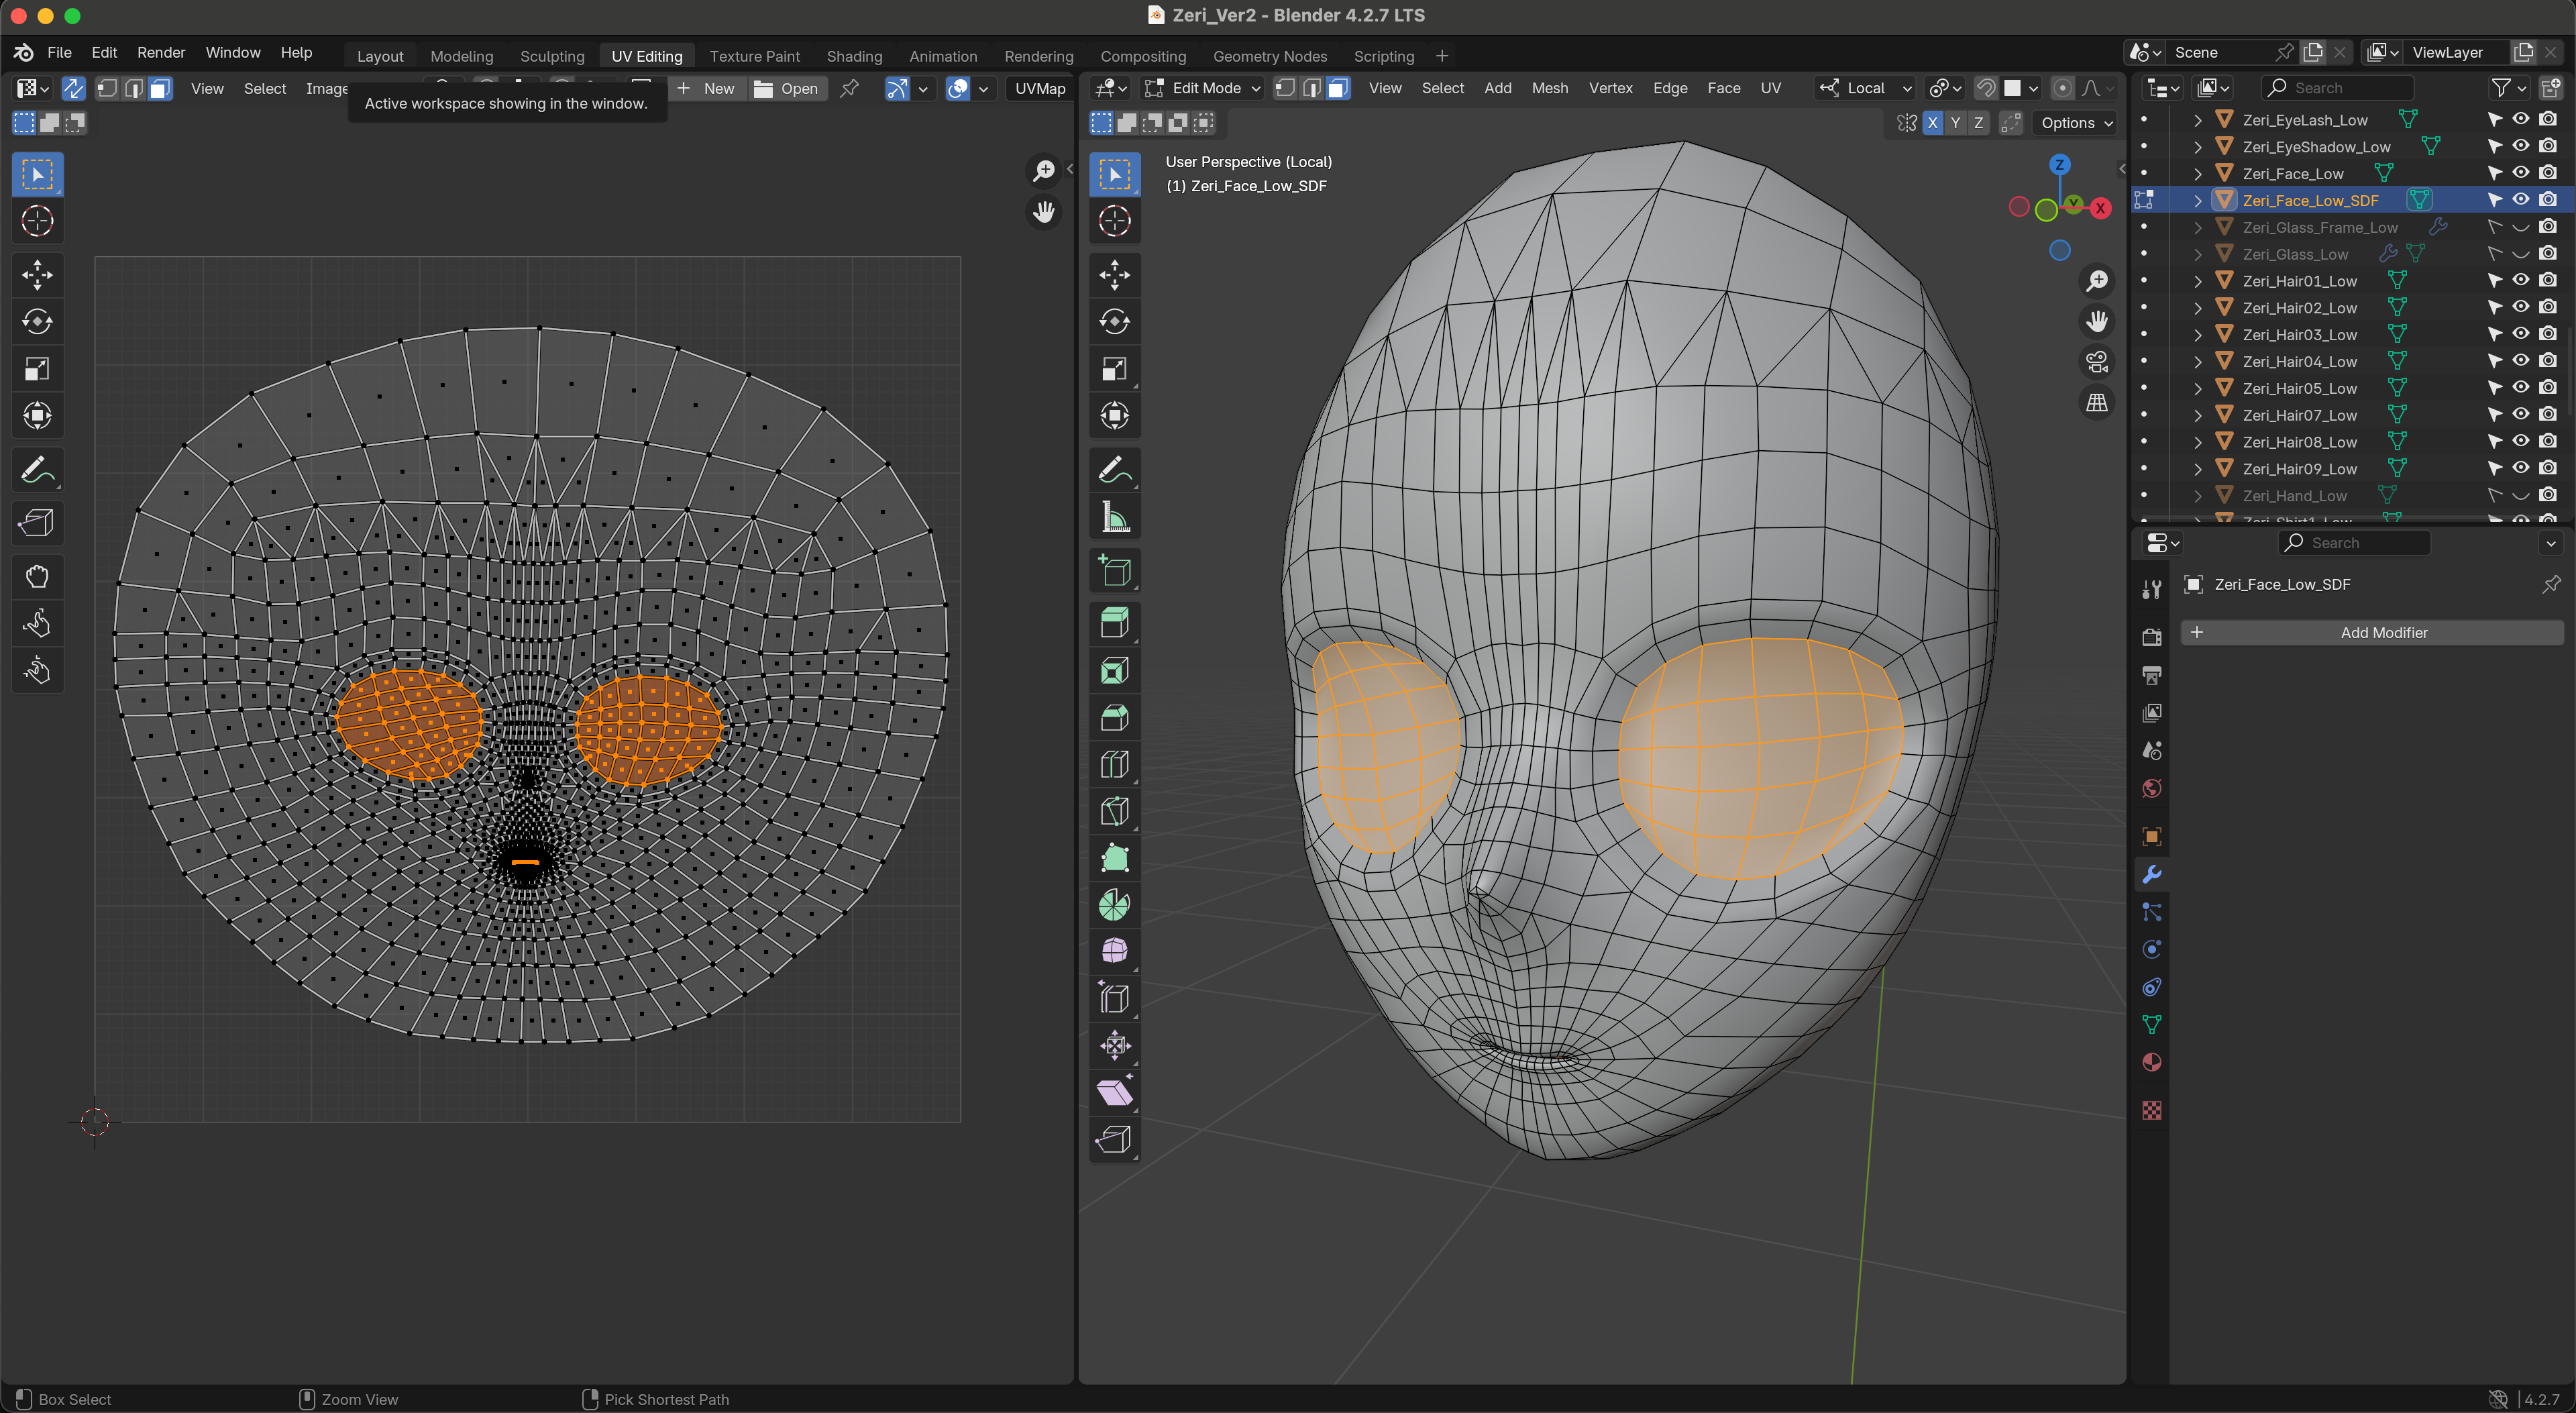 Zeri_Ver2 - Blender 4.2.7 LTS
File Edit Render Window Help
Layout Modeling Sculpting UV Editing Texture Paint Shading Animation Rendering Compositing Geometry Nodes Scripting
Scene
ViewLayer
View Select Image
New
Open
UVMap
Active workspace showing in the window.
Edit Mode
View Select Add Mesh Vertex Edge Face UV
Local
X Y Z
Options
User Perspective (Local)
(1) Zeri_Face_Low_SDF
Z
Y
X
Search
Zeri_EyeLash_Low
Zeri_EyeShadow_Low
Zeri_Face_Low
Zeri_Face_Low_SDF
Zeri_Glass_Frame_Low
Zeri_Glass_Low
Zeri_Hair01_Low
Zeri_Hair02_Low
Zeri_Hair03_Low
Zeri_Hair04_Low
Zeri_Hair05_Low
Zeri_Hair07_Low
Zeri_Hair08_Low
Zeri_Hair09_Low
Zeri_Hand_Low
Search
Zeri_Face_Low_SDF
Add Modifier
Box Select
Zoom View
Pick Shortest Path
4.2.7